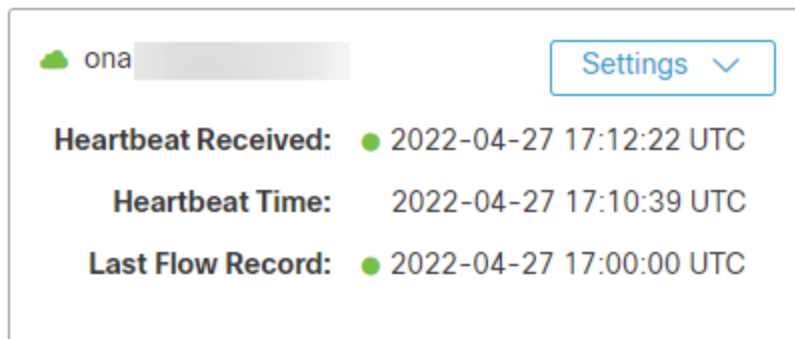 ona
Settings
Heartbeat Received: 2022-04-27 17:12:22 UTC
Heartbeat Time: 2022-04-27 17:10:39 UTC
Last Flow Record: 2022-04-27 17:00:00 UTC